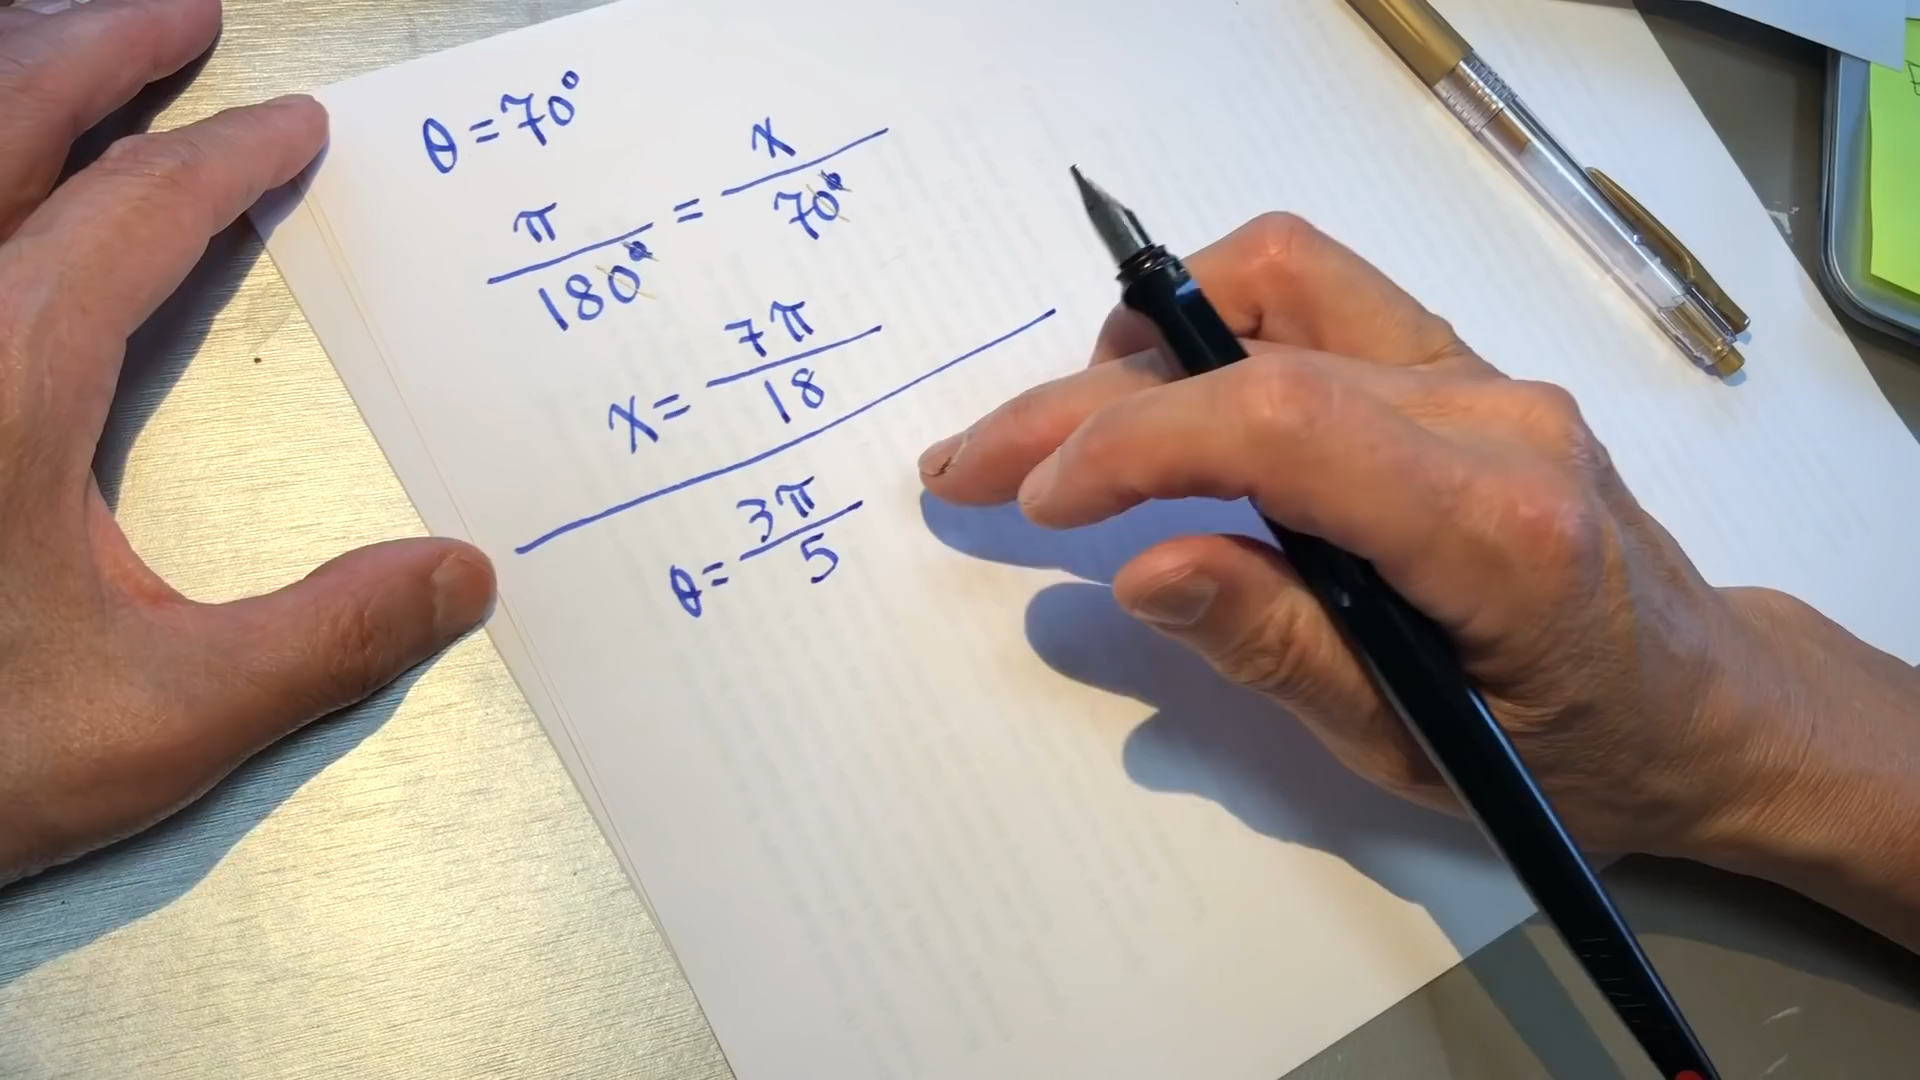 θ = 70°
π/180° = x/70°
x = 7π/18
θ = 3π/5